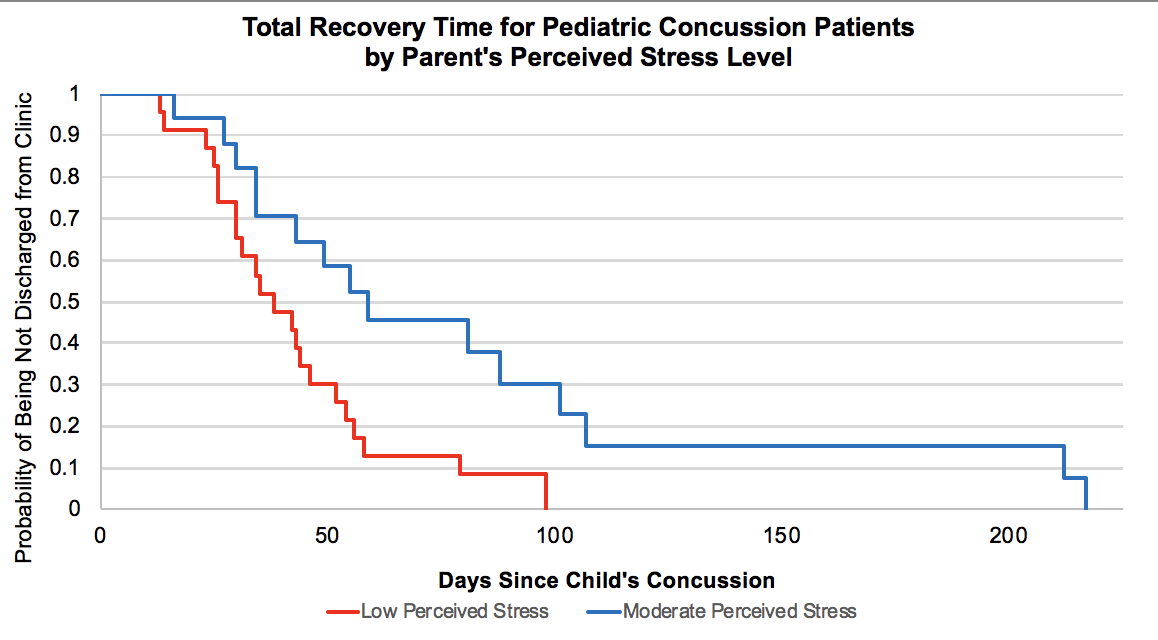 Total Recovery Time for Pediatric Concussion Patients
by Parent's Perceived Stress Level
Probability of Being Not Discharged from Clinic
1
0.9
0.8
0.7
0.6
0.5
0.4
0.3
0.2
0.1
0
0 50 100 150 200
Days Since Child's Concussion
Low Perceived Stress Moderate Perceived Stress